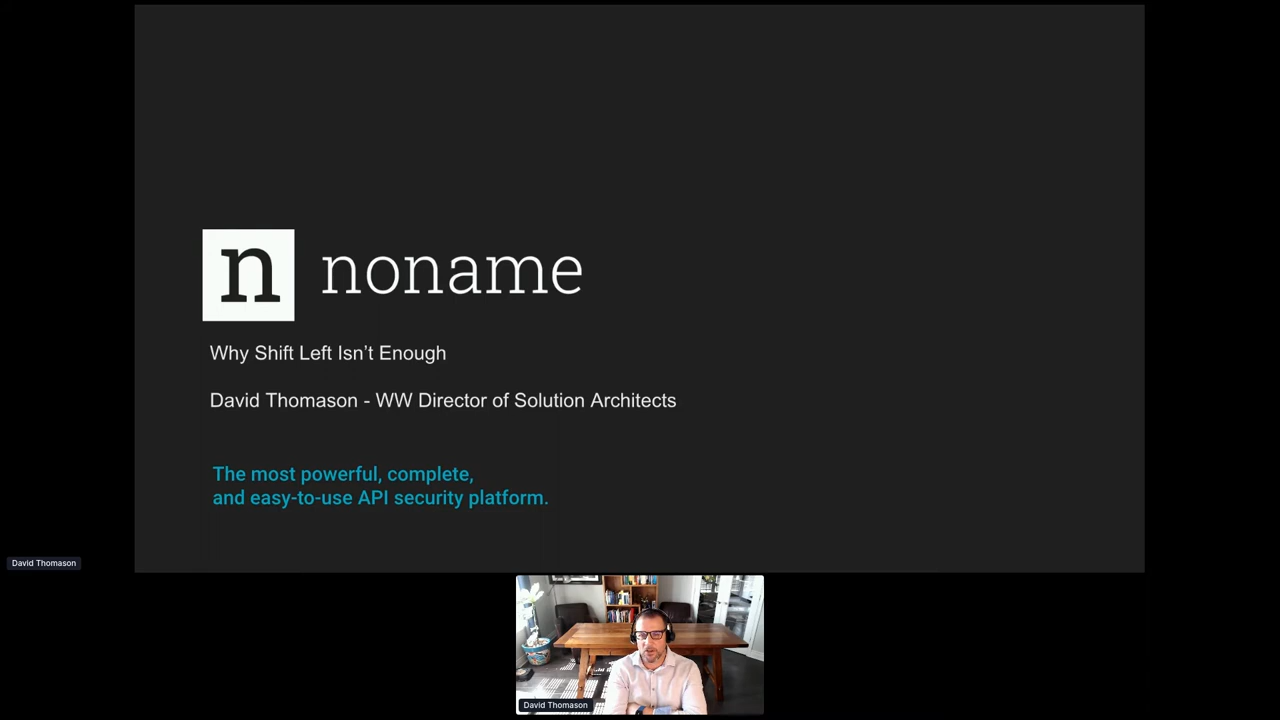 n noname
Why Shift Left Isn’t Enough
David Thomason - WW Director of Solution Architects
The most powerful, complete,
and easy-to-use API security platform.
David Thomason
David Thomason